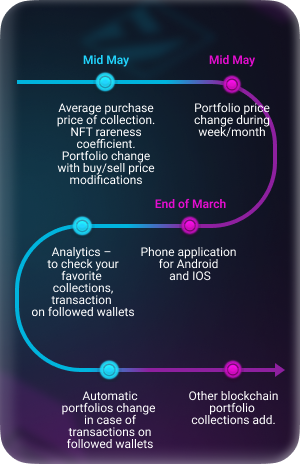 Mid May
Average purchase
price of collection.
NFT rareness
coefficient.
Portfolio change
with buy/sell price
modifications
Mid May
Portfolio price
change during
week/month
End of March
Phone application
for Android
and IOS
Analytics –
to check your
favorite
collections,
transaction
on followed wallets
Automatic
portfolios change
in case of
transactions on
followed wallets
Other blockchain
portfolio
collections add.